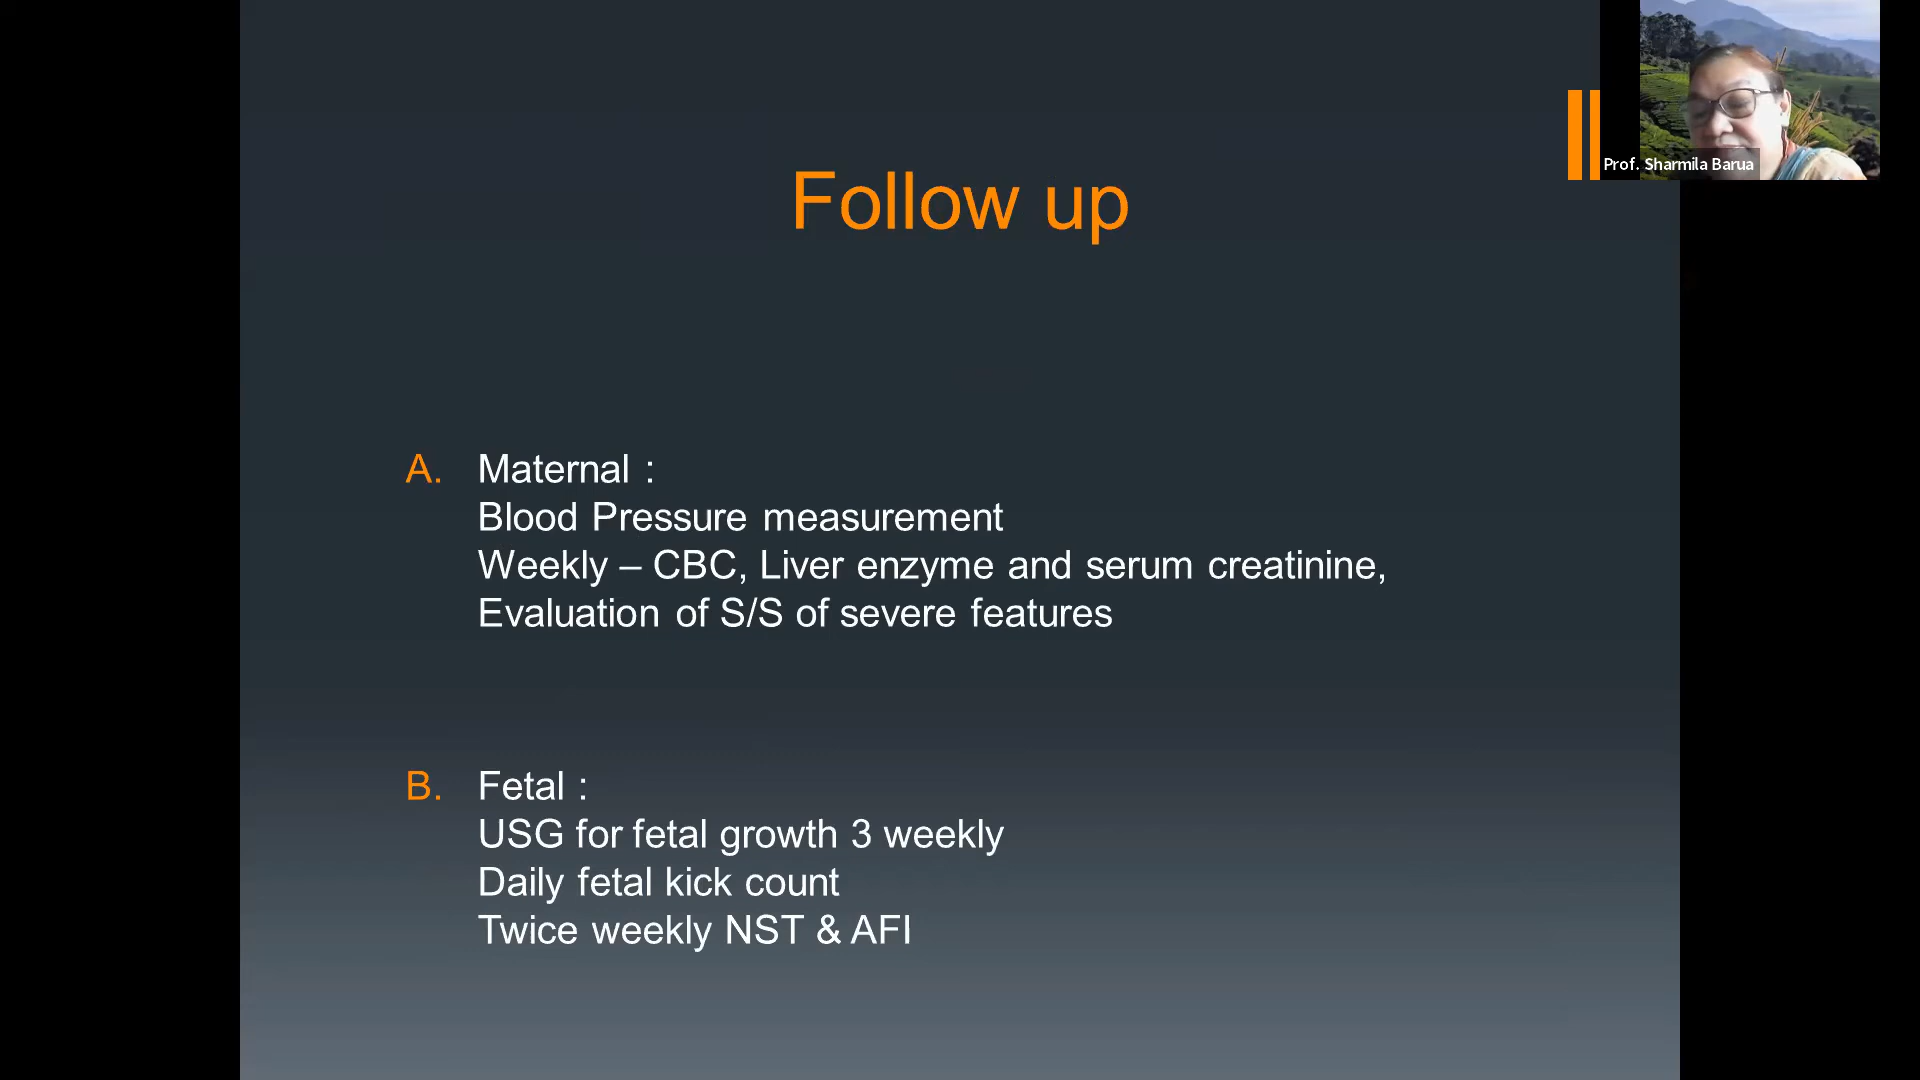 Prof. Sharmila Barua
Follow up
A. Maternal :
Blood Pressure measurement
Weekly – CBC, Liver enzyme and serum creatinine,
Evaluation of S/S of severe features
B. Fetal :
USG for fetal growth 3 weekly
Daily fetal kick count
Twice weekly NST & AFI